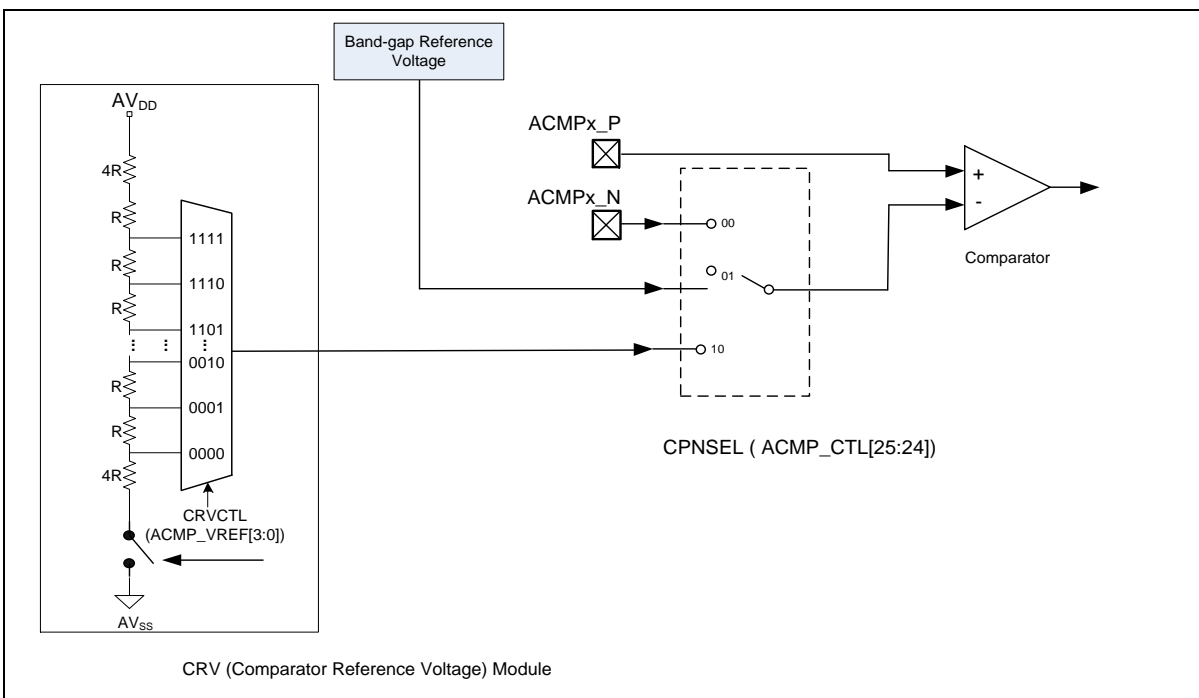 Band-gap Reference
Voltage
AVDD
4R
R
R
R
R
R
4R
1111
1110
1101
... ... ...
0010
0001
0000
CRVCTL
(ACMP_VREF[3:0])
AVSS
CRV (Comparator Reference Voltage) Module
ACMPx_P
ACMPx_N
00
01
10
CPNSEL ( ACMP_CTL[25:24])
+
-
Comparator